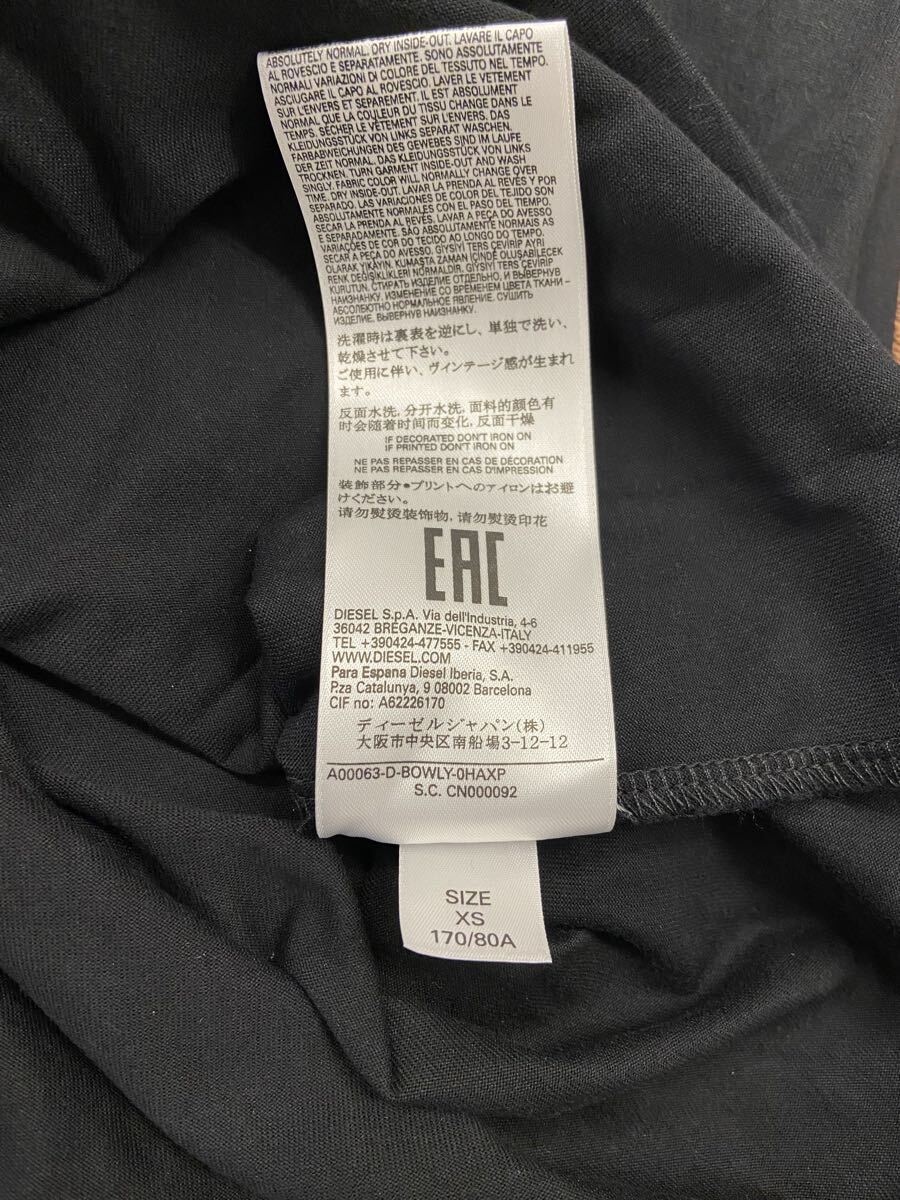 ABSOLUTELY NORMAL. DRY INSIDE-OUT. LAVARE IL CAPO
AL ROVESCIO E SEPARATAMENTE. SONO ASSOLUTAMENTE
NORMALI VARIAZIONI DI COLORE DEL TESSUTO NEL TEMPO.
ASCIUGARE IL CAPO AL ROVESCIO. LAVER LE VETEMENT
SUR L'ENVERS ET SEPAREMENT. IL EST ABSOLUMENT
NORMAL QUE LA COULEUR DU TISSU CHANGE DANS LE
TEMPS. SÉCHER LE VÊTEMENT SUR L'ENVERS. DAS
KLEIDUNGSSTÜCK VON LINKS SEPARAT WASCHEN.
FARBABWEICHUNGEN DES GEWEBES SIND IM LAUFE
DER ZEIT NORMAL. DAS KLEIDUNGSSTÜCK VON LINKS
TROCKNEN. TURN GARMENT INSIDE-OUT AND WASH
SINGLY. FABRIC COLOR WILL NORMALLY CHANGE OVER
TIME. DRY INSIDE-OUT. LAVAR LA PRENDA AL REVÉS Y POR
SEPARADO. LAS VARIACIONES DE COLOR DEL TEJIDO SON
ABSOLUTAMENTE NORMALES CON EL PASO DEL TIEMPO.
SECAR LA PRENDA AL REVÉS. LAVAR A PEÇA DO AVESSO
E SEPARADAMENTE. SÃO ABSOLUTAMENTE NORMAIS AS
VARIAÇÕES DE COR DO TECIDO AO LONGO DO TEMPO.
SECAR A PEÇA DO AVESSO. GİYSİYİ TERS ÇEVİRİP AYRI
OLARAK YIKAYIN. KUMAŞTA ZAMAN İÇİNDE OLUŞABİLECEK
RENK DEĞİŞİKLİKLERİ NORMALDİR. GİYSİYİ TERS ÇEVİRİP
KURUTUN. СТИРАТЬ ИЗДЕЛИЕ ОТДЕЛЬНО, И ВЫВЕРНУВ
НАИЗНАНКУ. ИЗМЕНЕНИЕ СО ВРЕМЕНЕМ ЦВЕТА ТКАНИ -
АБСОЛЬЮТНО НОРМАЛЬНОЕ ЯВЛЕНИЕ. СУШИТЬ
ИЗДЕЛИЕ, ВЫВЕРНУВ НАИЗНАНКУ.
洗濯時は裏表を逆にし、単独で洗い、
乾燥させて下さい。
ご使用に伴い、ヴィンテージ感が生まれ
ます。
反面水洗, 分开水洗, 面料的颜色有
时会随着时间而变化, 反面干燥
IF DECORATED DON'T IRON ON
IF PRINTED DON'T IRON ON
NE PAS REPASSER EN CAS DE DÉCORATION
NE PAS REPASSER EN CAS D'IMPRESSION
装飾部分・プリントへのアイロンはお避
けください。
请勿熨烫装饰物, 请勿熨烫印花
EAC
DIESEL S.p.A. Via dell'Industria, 4-6
36042 BREGANZE-VICENZA-ITALY
TEL +390424-477555 - FAX +390424-411955
WWW.DIESEL.COM
Para Espana Diesel Iberia, S.A.
P.za Catalunya, 9 08002 Barcelona
CIF no: A62226170
ディーゼルジャパン(株)
大阪市中央区南船場3-12-12
A00063-D-BOWLY-0HAXP
S.C. CN000092
SIZE
XS
170/80A